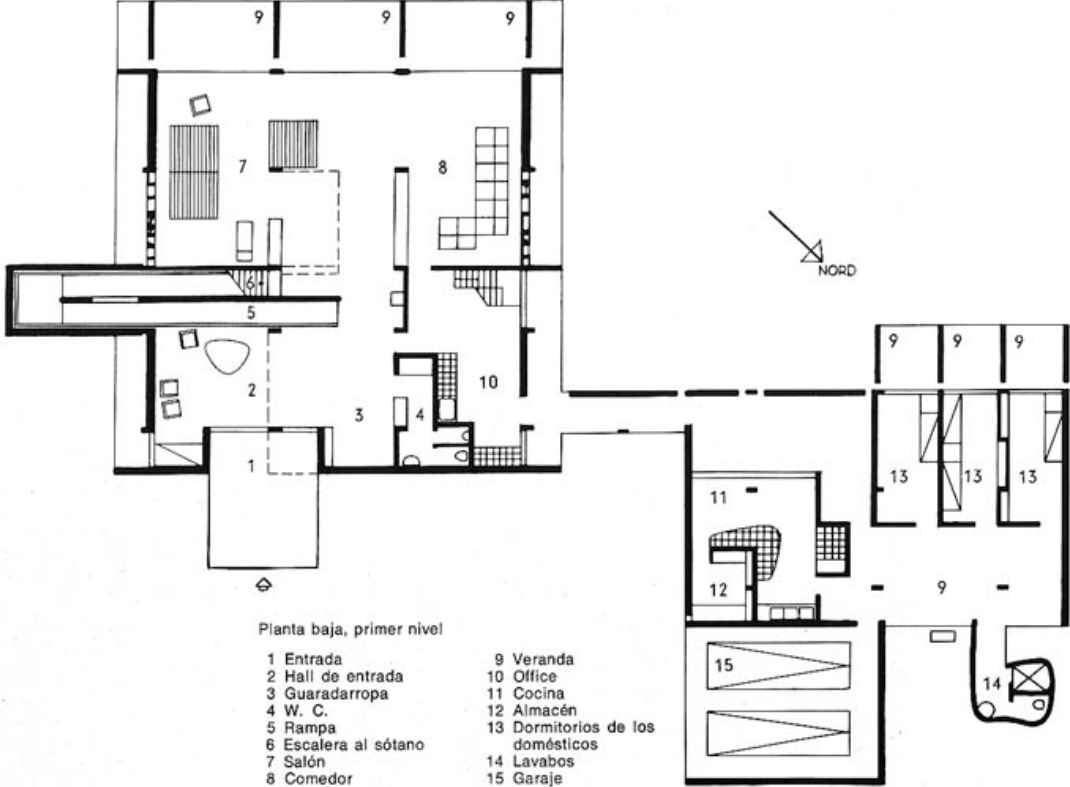 9 9 9
7 8
6
5
NORD
2 10
3 4
9 9 9
1
13 13 13
11
12 9
15
14
Planta baja, primer nivel
1 Entrada
2 Hall de entrada
3 Guaradarropa
4 W. C.
5 Rampa
6 Escalera al sótano
7 Salón
8 Comedor
9 Veranda
10 Office
11 Cocina
12 Almacén
13 Dormitorios de los
domésticos
14 Lavabos
15 Garaje